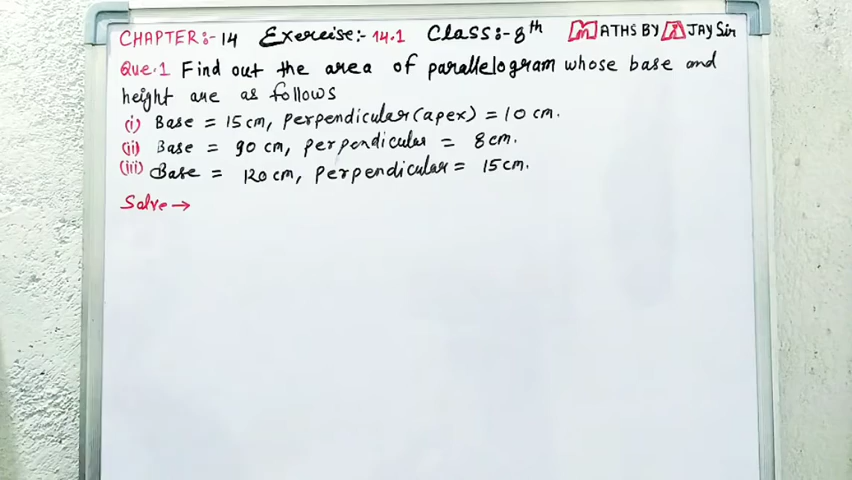 CHAPTER:- 14 Exercise:- 14.1 Class:- 8th MATHS BY AJAY Sir
Que.1 Find out the area of parallelogram whose base and
height are as follows
(i) Base = 15 cm, perpendicular (apex) = 10 cm.
(ii) Base = 90 cm, perpendicular = 8 cm.
(iii) Base = 120 cm, perpendicular = 15 cm.
Solve →